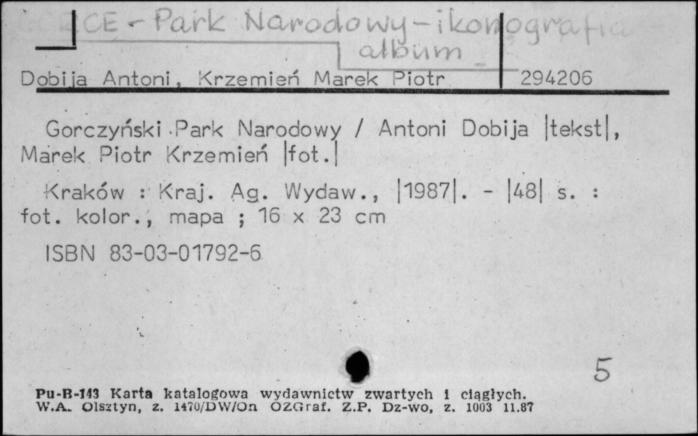 GORCE - Park Narodowy - ikonografia
album
Dobija Antoni, Krzemień Marek Piotr 294206
Gorczyński Park Narodowy / Antoni Dobija |tekst|,
Marek Piotr Krzemień |fot.|
Kraków : Kraj. Ag. Wydaw., |1987|. - |48| s. :
fot. kolor., mapa ; 16 x 23 cm
ISBN 83-03-01792-6
5
Pu-B-143 Karta katalogowa wydawnictw zwartych i ciągłych.
W.A. Olsztyn, z. 1470/DW/On OZGraf. Z.P. Dz-wo, z. 1003 11.87